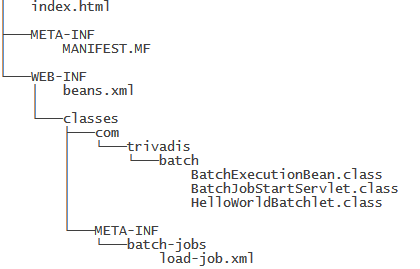 index.html
META-INF
MANIFEST.MF
WEB-INF
beans.xml
classes
com
trivadis
batch
BatchExecutionBean.class
BatchJobStartServlet.class
HelloWorldBatchlet.class
META-INF
batch-jobs
load-job.xml